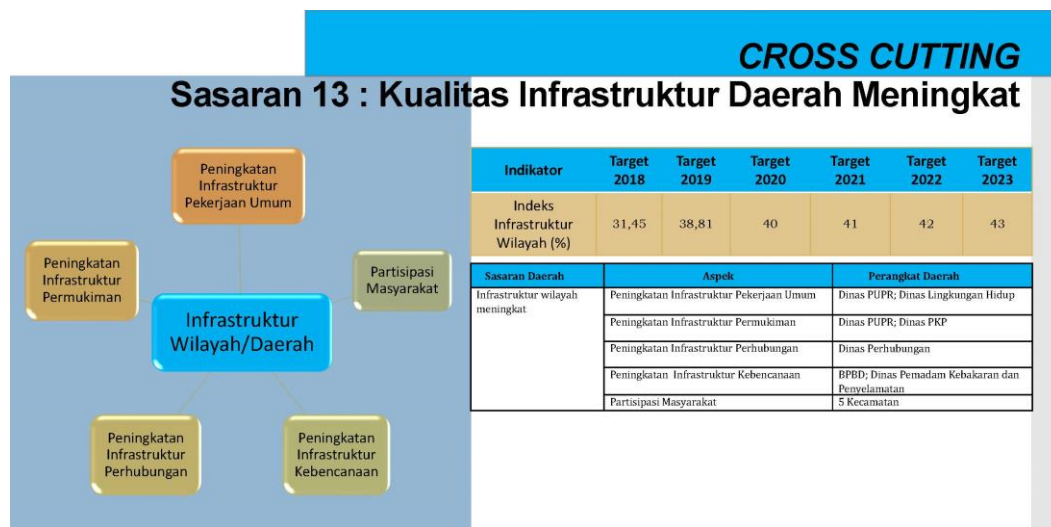 CROSS CUTTING
Sasaran 13 : Kualitas Infrastruktur Daerah Meningkat
Peningkatan
Infrastruktur
Pekerjaan Umum
Partisipasi
Masyarakat
Peningkatan
Infrastruktur
Kebencanaan
Peningkatan
Infrastruktur
Perhubungan
Peningkatan
Infrastruktur
Permukiman
Infrastruktur
Wilayah/Daerah
Indikator Target 2018 Target 2019 Target 2020 Target 2021 Target 2022 Target 2023
Indeks Infrastruktur Wilayah (%) 31,45 38,81 40 41 42 43
Sasaran Daerah Aspek Perangkat Daerah
Infrastruktur wilayah meningkat Peningkatan Infrastruktur Pekerjaan Umum Dinas PUPR; Dinas Lingkungan Hidup
Peningkatan Infrastruktur Permukiman Dinas PUPR; Dinas PKP
Peningkatan Infrastruktur Perhubungan Dinas Perhubungan
Peningkatan Infrastruktur Kebencanaan BPBD; Dinas Pemadam Kebakaran dan Penyelamatan
Partisipasi Masyarakat 5 Kecamatan